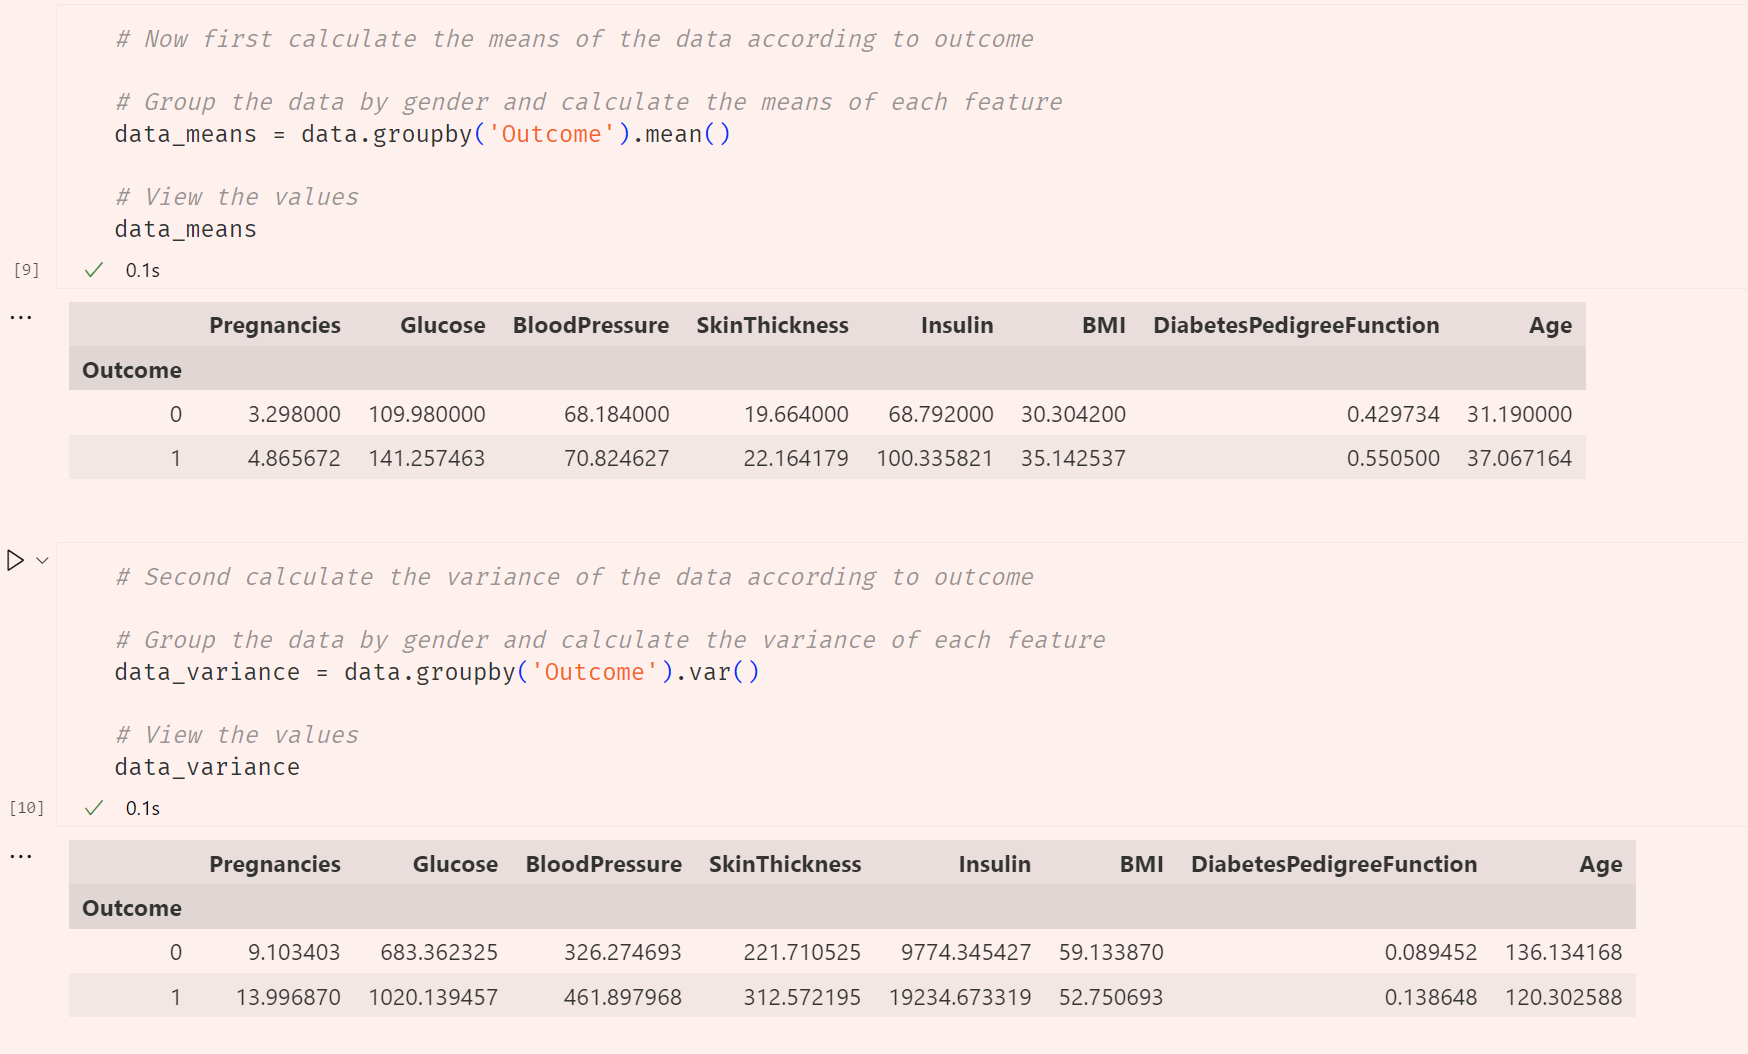 # Now first calculate the means of the data according to outcome
# Group the data by gender and calculate the means of each feature
data_means = data.groupby('Outcome').mean()
# View the values
data_means
[9] ✓ 0.1s
...
Pregnancies Glucose BloodPressure SkinThickness Insulin BMI DiabetesPedigreeFunction Age
Outcome
0 3.298000 109.980000 68.184000 19.664000 68.792000 30.304200 0.429734 31.190000
1 4.865672 141.257463 70.824627 22.164179 100.335821 35.142537 0.550500 37.067164
# Second calculate the variance of the data according to outcome
# Group the data by gender and calculate the variance of each feature
data_variance = data.groupby('Outcome').var()
# View the values
data_variance
[10] ✓ 0.1s
...
Pregnancies Glucose BloodPressure SkinThickness Insulin BMI DiabetesPedigreeFunction Age
Outcome
0 9.103403 683.362325 326.274693 221.710525 9774.345427 59.133870 0.089452 136.134168
1 13.996870 1020.139457 461.897968 312.572195 19234.673319 52.750693 0.138648 120.302588